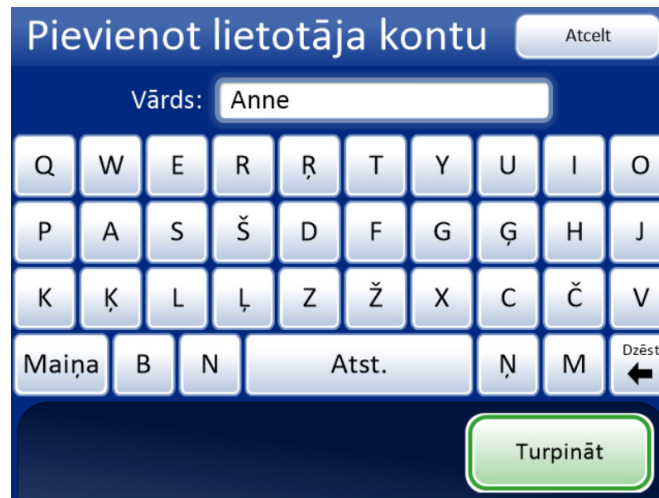 Pievienot lietotāja kontu Atcelt
Vārds: Anne
Q W E R Ŗ T Y U I O
P A S Š D F G Ģ H J
K Ķ L Ļ Z Ž X C Č V
Maiņa B N Atst. Ņ M Dzēst
Turpināt